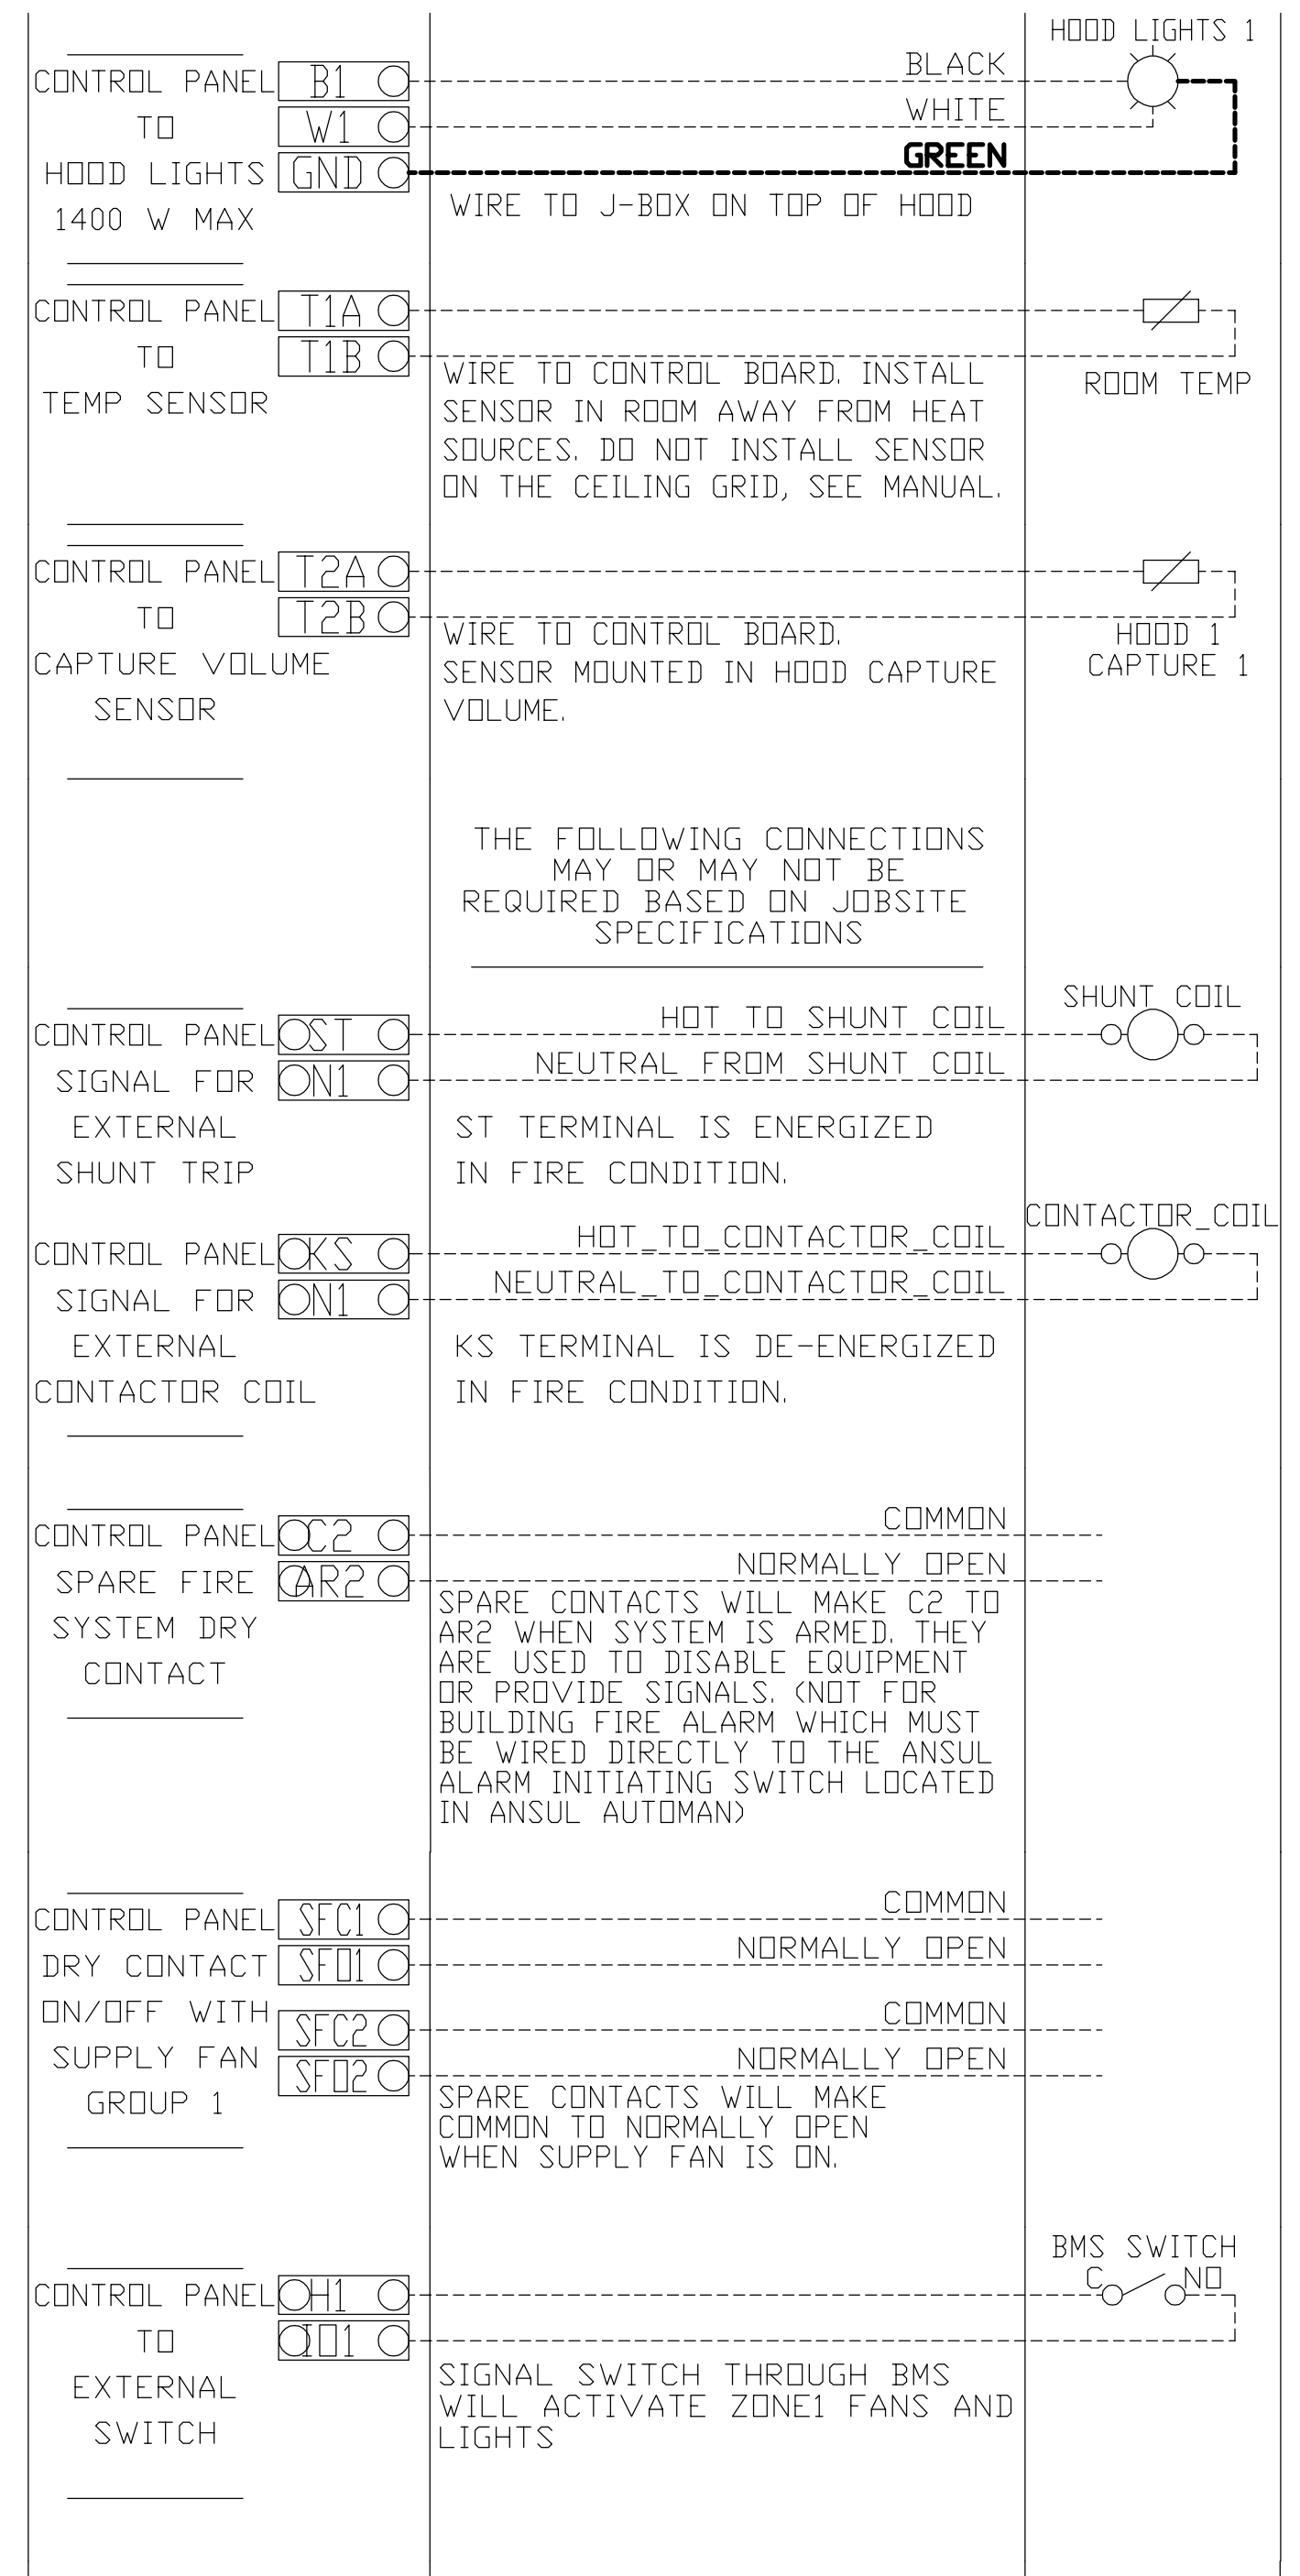 HOOD LIGHTS 1
CONTROL PANEL
TO
HOOD LIGHTS
1400 W MAX
B1
W1
GND
BLACK
WHITE
GREEN
WIRE TO J-BOX ON TOP OF HOOD
CONTROL PANEL
TO
TEMP SENSOR
T1A
T1B
WIRE TO CONTROL BOARD. INSTALL
SENSOR IN ROOM AWAY FROM HEAT
SOURCES. DO NOT INSTALL SENSOR
ON THE CEILING GRID, SEE MANUAL.
ROOM TEMP
CONTROL PANEL
TO
CAPTURE VOLUME
SENSOR
T2A
T2B
WIRE TO CONTROL BOARD.
SENSOR MOUNTED IN HOOD CAPTURE
VOLUME.
HOOD 1
CAPTURE 1
THE FOLLOWING CONNECTIONS
MAY OR MAY NOT BE
REQUIRED BASED ON JOBSITE
SPECIFICATIONS
CONTROL PANEL
SIGNAL FOR
EXTERNAL
SHUNT TRIP
ST
N1
HOT TO SHUNT COIL
NEUTRAL FROM SHUNT COIL
ST TERMINAL IS ENERGIZED
IN FIRE CONDITION.
SHUNT COIL
CONTROL PANEL
SIGNAL FOR
EXTERNAL
CONTACTOR COIL
KS
N1
HOT_TO_CONTACTOR_COIL
NEUTRAL_TO_CONTACTOR_COIL
KS TERMINAL IS DE-ENERGIZED
IN FIRE CONDITION.
CONTACTOR_COIL
CONTROL PANEL
SPARE FIRE
SYSTEM DRY
CONTACT
C2
AR2
COMMON
NORMALLY OPEN
SPARE CONTACTS WILL MAKE C2 TO
AR2 WHEN SYSTEM IS ARMED. THEY
ARE USED TO DISABLE EQUIPMENT
OR PROVIDE SIGNALS. (NOT FOR
BUILDING FIRE ALARM WHICH MUST
BE WIRED DIRECTLY TO THE ANSUL
ALARM INITIATING SWITCH LOCATED
IN ANSUL AUTOMAN)
CONTROL PANEL
DRY CONTACT
ON/OFF WITH
SUPPLY FAN
GROUP 1
SFC1
SFO1
SFC2
SFO2
COMMON
NORMALLY OPEN
COMMON
NORMALLY OPEN
SPARE CONTACTS WILL MAKE
COMMON TO NORMALLY OPEN
WHEN SUPPLY FAN IS ON.
CONTROL PANEL
TO
EXTERNAL
SWITCH
H1
IO1
SIGNAL SWITCH THROUGH BMS
WILL ACTIVATE ZONE1 FANS AND
LIGHTS
BMS SWITCH
C NO